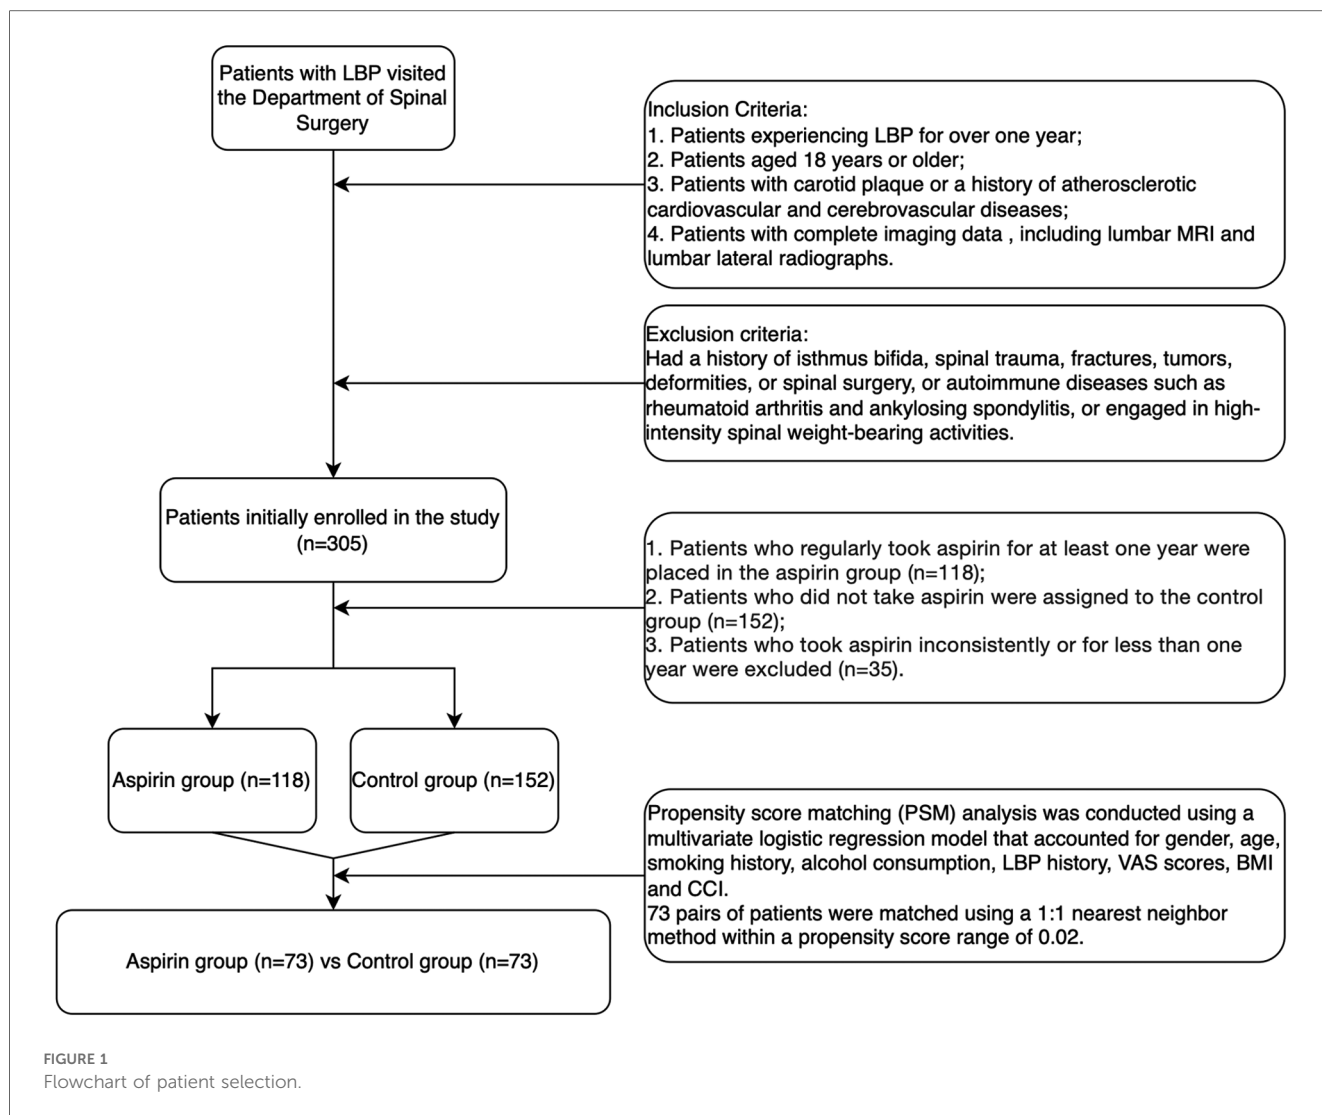 Patients with LBP visited
the Department of Spinal
Surgery
Inclusion Criteria:
1. Patients experiencing LBP for over one year;
2. Patients aged 18 years or older;
3. Patients with carotid plaque or a history of atherosclerotic
cardiovascular and cerebrovascular diseases;
4. Patients with complete imaging data , including lumbar MRI and
lumbar lateral radiographs.
Exclusion criteria:
Had a history of isthmus bifida, spinal trauma, fractures, tumors,
deformities, or spinal surgery, or autoimmune diseases such as
rheumatoid arthritis and ankylosing spondylitis, or engaged in high-
intensity spinal weight-bearing activities.
Patients initially enrolled in the study
(n=305)
1. Patients who regularly took aspirin for at least one year were
placed in the aspirin group (n=118);
2. Patients who did not take aspirin were assigned to the control
group (n=152);
3. Patients who took aspirin inconsistently or for less than one
year were excluded (n=35).
Aspirin group (n=118)
Control group (n=152)
Propensity score matching (PSM) analysis was conducted using a
multivariate logistic regression model that accounted for gender, age,
smoking history, alcohol consumption, LBP history, VAS scores, BMI
and CCI.
73 pairs of patients were matched using a 1:1 nearest neighbor
method within a propensity score range of 0.02.
Aspirin group (n=73) vs Control group (n=73)
FIGURE 1
Flowchart of patient selection.